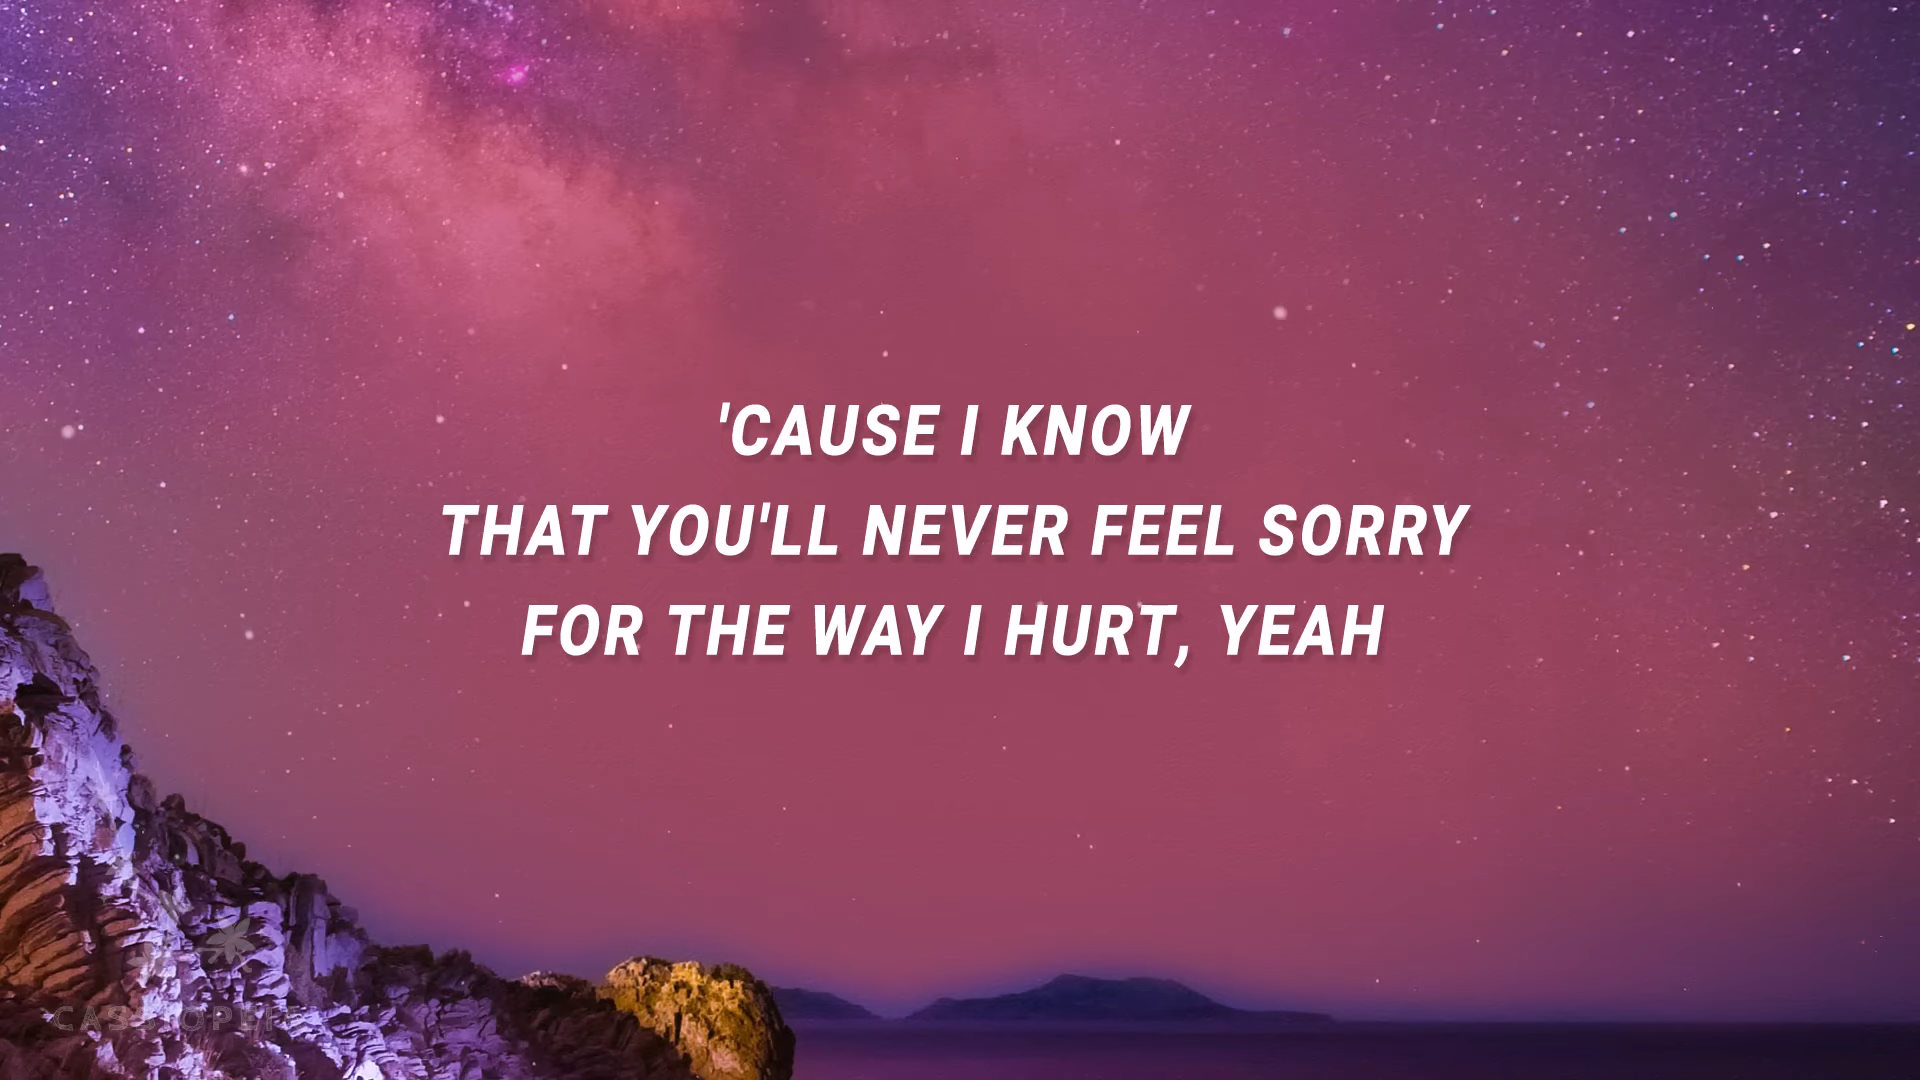 'CAUSE I KNOW
THAT YOU'LL NEVER FEEL SORRY
FOR THE WAY I HURT, YEAH